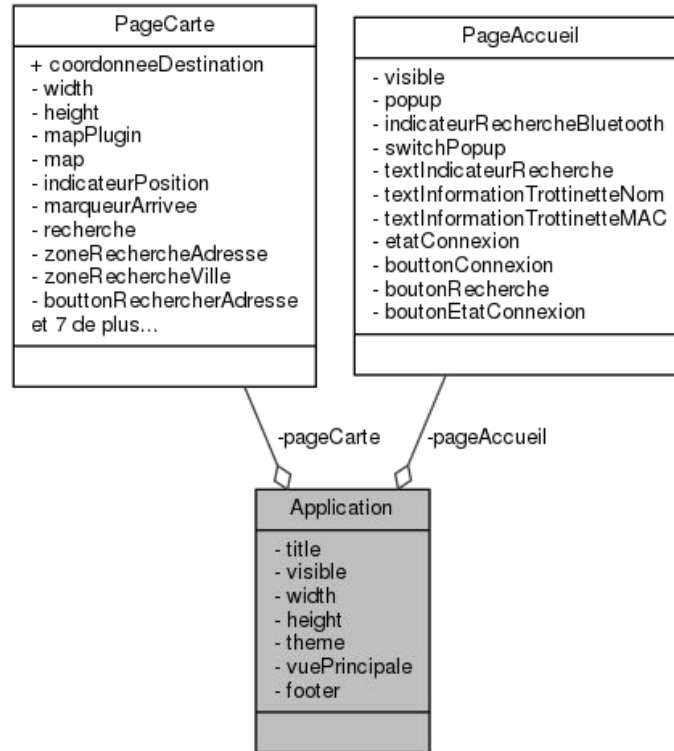 PageCarte
+ coordonneeDestination
- width
- height
- mapPlugin
- map
- indicateurPosition
- marqueurArrivee
- recherche
- zoneRechercheAdresse
- zoneRechercheVille
- bouttonRechercherAdresse
et 7 de plus...
PageAccueil
- visible
- popup
- indicateurRechercheBluetooth
- switchPopup
- textIndicateurRecherche
- textInformationTrottinetteNom
- textInformationTrottinetteMAC
- etatConnexion
- bouttonConnexion
- boutonRecherche
- boutonEtatConnexion
-pageCarte
-pageAccueil
Application
- title
- visible
- width
- height
- theme
- vuePrincipale
- footer